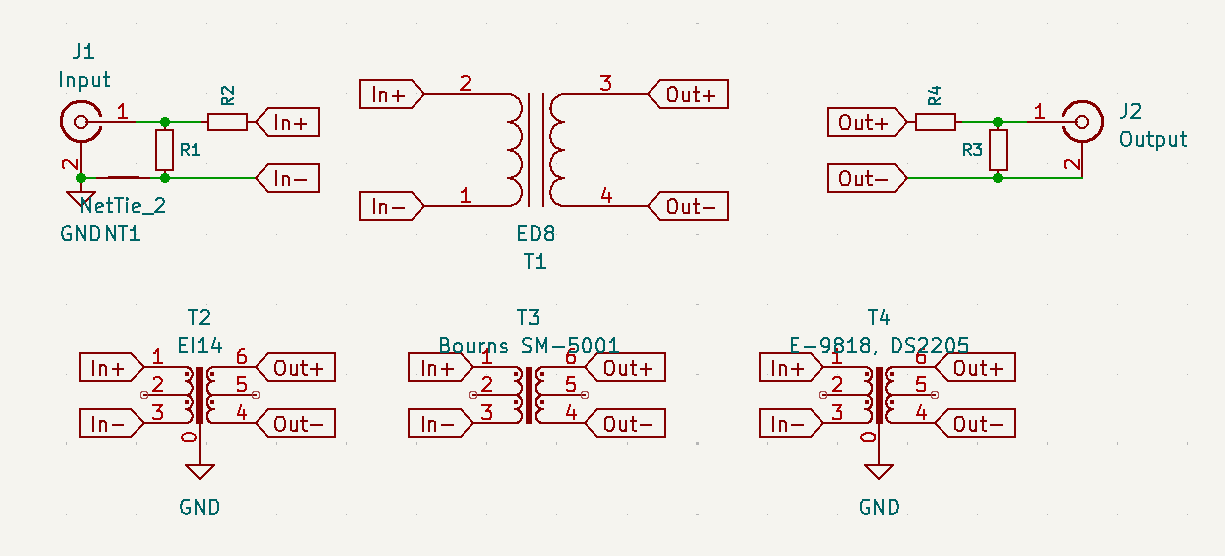 J1
Input
1
R2
In+
2
R1
In-
NetTie_2
GND NT1
In+
2
3
Out+
In-
1
4
Out-
ED8
T1
Out+
R4
1
J2
Output
R3
2
Out-
T2
EI14
In+
1
6
Out+
2
5
In-
3
4
Out-
0
GND
T3
Bourns SM-5001
In+
1
6
Out+
2
5
In-
3
4
Out-
T4
E-9818, DS2205
In+
1
6
Out+
2
5
In-
3
4
Out-
0
GND